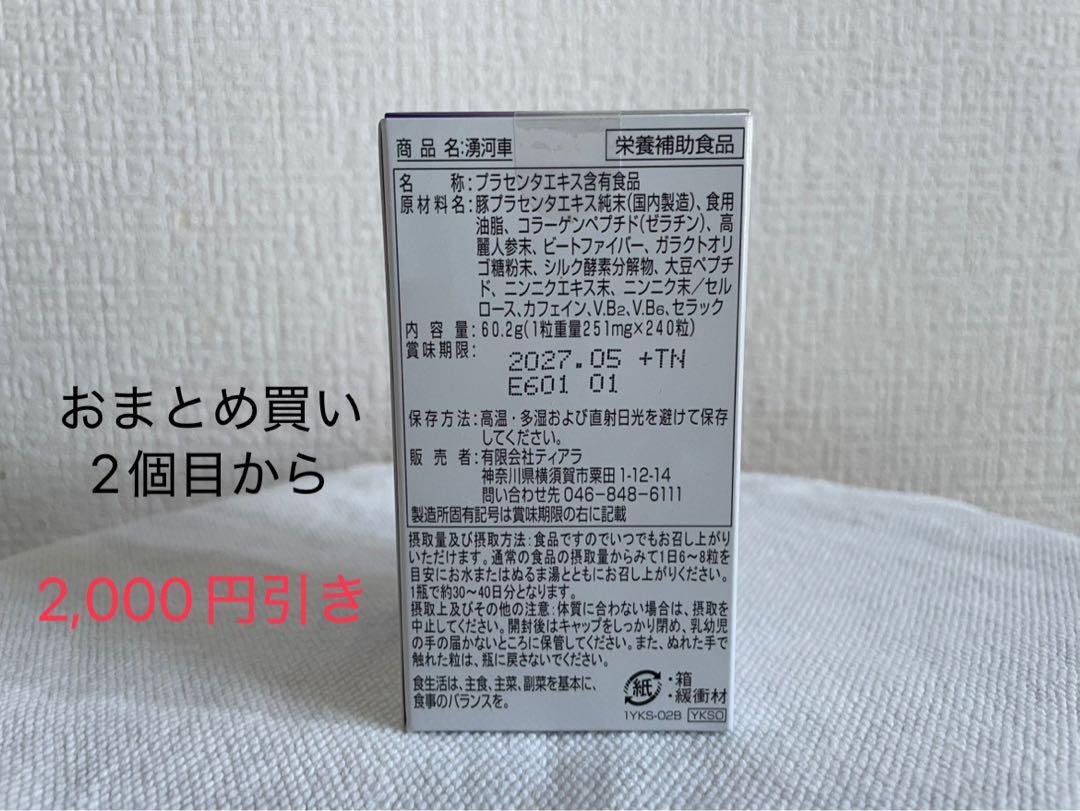 商品名:湧河車
栄養補助食品
名称:プラセンタエキス含有食品
原材料名:豚プラセンタエキス純末(国内製造)、食用
油脂、コラーゲンペプチド(ゼラチン)、高
麗人参末、ビートファイバー、ガラクトオリ
ゴ糖粉末、シルク酵素分解物、大豆ペプチ
ド、ニンニクエキス末、ニンニク末/セル
ロース、カフェイン、V.B₂、V.B₆、セラック
内容量:60.2g(1粒重量251mg×240粒)
賞味期限:
2027.05 +TN
E601 01
保存方法:高温・多湿および直射日光を避けて保存
してください。
販売者:有限会社ティアラ
神奈川県横須賀市粟田1-12-14
問い合わせ先 046-848-6111
製造所固有記号は賞味期限の右に記載
摂取量及び摂取方法:食品ですのでいつでもお召し上がり
いただけます。通常の食品の摂取量からみて1日6~8粒を
目安にお水またはぬるま湯とともにお召し上がりください。
1瓶で約30~40日分となります。
摂取上及びその他の注意:体質に合わない場合は、摂取を
中止してください。開封後はキャップをしっかり閉め、乳幼児
の手の届かないところに保管してください。また、ぬれた手で
触れた粒は、瓶に戻さないでください。
食生活は、主食、主菜、副菜を基本に、
食事のバランスを。
紙
・箱
・緩衝材
1YKS-02B YKSO
おまとめ買い
2個目から
2,000円引き